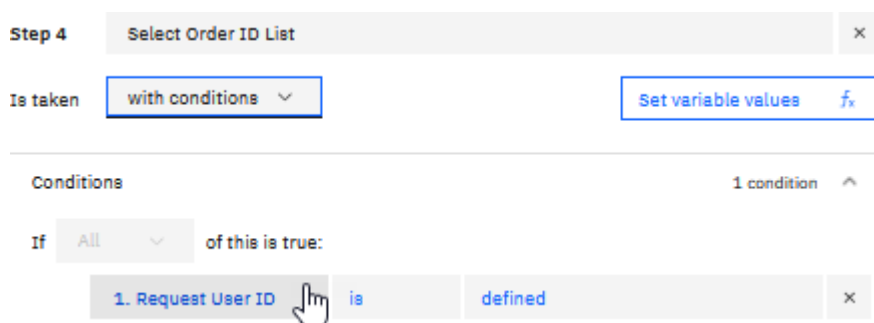 Step 4 Select Order ID List ×
Is taken with conditions Set variable values fx
Conditions 1 condition
If All of this is true:
1. Request User ID is defined ×